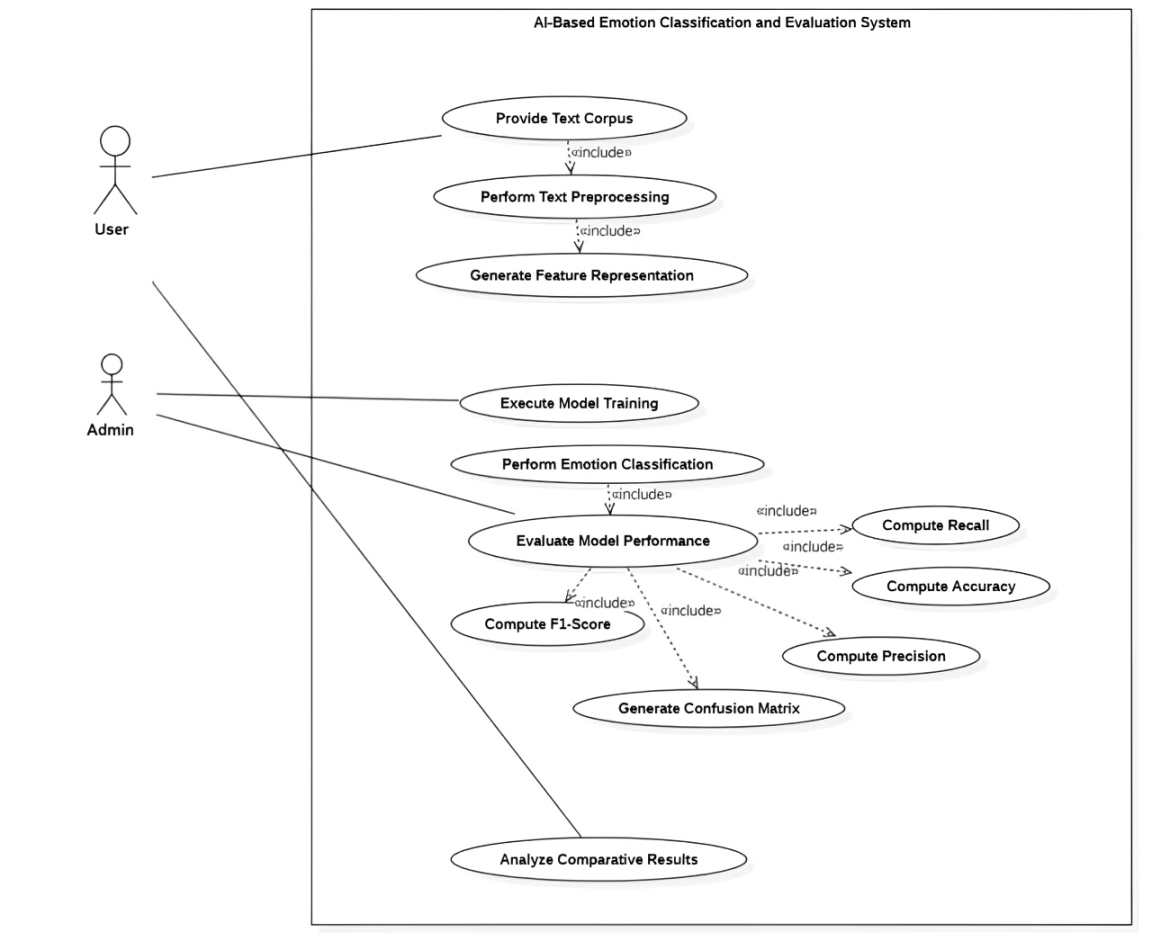 AI-Based Emotion Classification and Evaluation System
Provide Text Corpus
«include»
User
Perform Text Preprocessing
«include»
Generate Feature Representation
Admin
Execute Model Training
Perform Emotion Classification
«include»
«include»
Compute Recall
Evaluate Model Performance
«include»
«include»
Compute Accuracy
«include»
«include»
Compute F1-Score
Compute Precision
Generate Confusion Matrix
Analyze Comparative Results